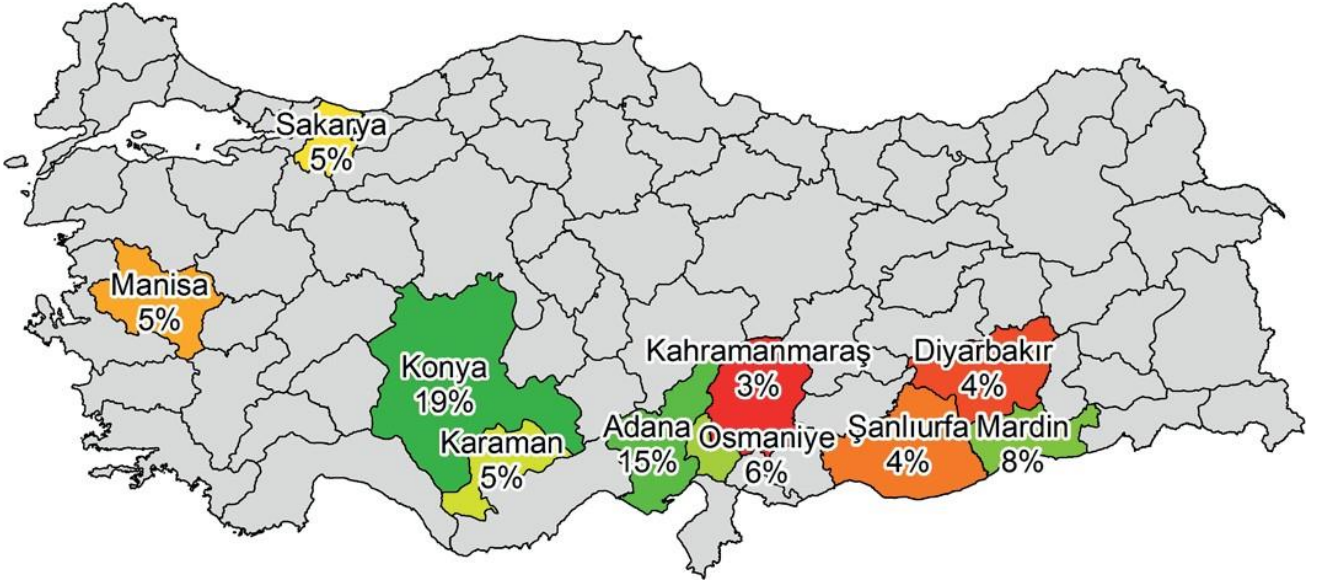 Sakarya
5%
Manisa
5%
Konya
19%
Karaman
5%
Adana
15%
Kahramanmaraş
3%
Osmaniye
6%
Diyarbakır
4%
Şanlıurfa
4%
Mardin
8%